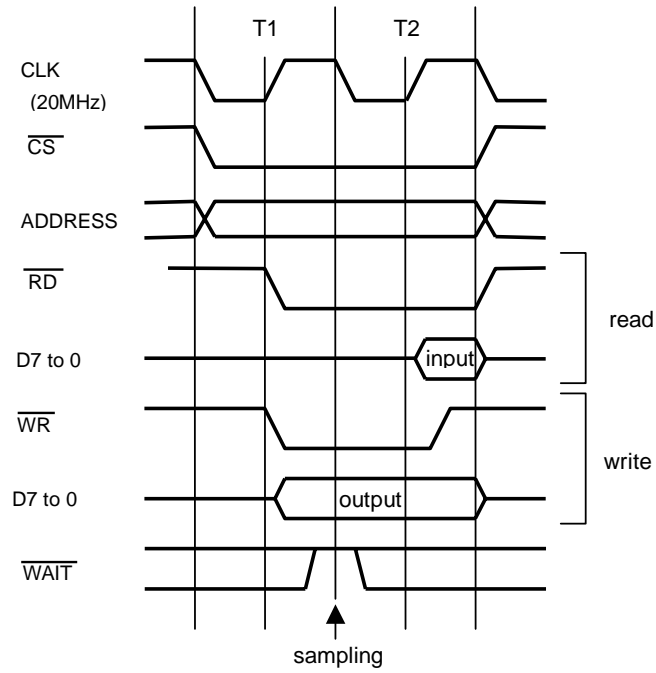 T1 T2
CLK
(20MHz)
CS
ADDRESS
RD
read
D7 to 0
input
WR
write
D7 to 0
output
WAIT
sampling